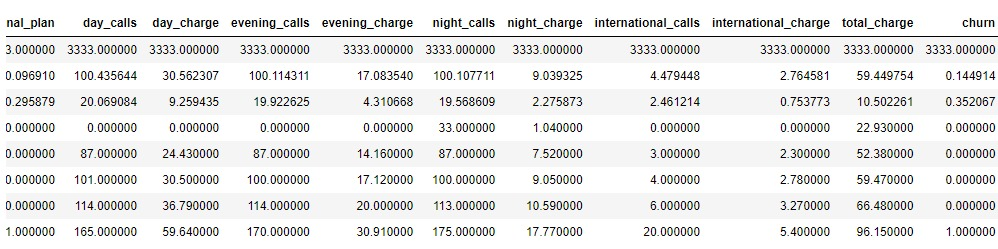 nal_plan day_calls day_charge evening_calls evening_charge night_calls night_charge international_calls international_charge total_charge churn
3.000000 3333.000000 3333.000000 3333.000000 3333.000000 3333.000000 3333.000000 3333.000000 3333.000000 3333.000000 3333.000000
0.096910 100.435644 30.562307 100.114311 17.083540 100.107711 9.039325 4.479448 2.764581 59.449754 0.144914
0.295879 20.069084 9.259435 19.922625 4.310668 19.568609 2.275873 2.461214 0.753773 10.502261 0.352067
0.000000 0.000000 0.000000 0.000000 0.000000 33.000000 1.040000 0.000000 0.000000 22.930000 0.000000
0.000000 87.000000 24.430000 87.000000 14.160000 87.000000 7.520000 3.000000 2.300000 52.380000 0.000000
0.000000 101.000000 30.500000 100.000000 17.120000 100.000000 9.050000 4.000000 2.780000 59.470000 0.000000
0.000000 114.000000 36.790000 114.000000 20.000000 113.000000 10.590000 6.000000 3.270000 66.480000 0.000000
1.000000 165.000000 59.640000 170.000000 30.910000 175.000000 17.770000 20.000000 5.400000 96.150000 1.000000